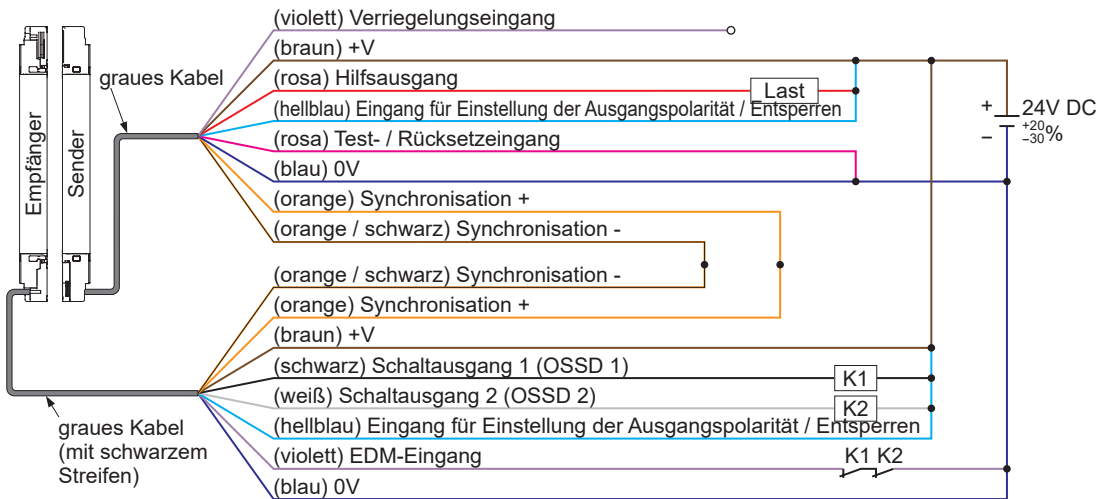 (violett) Verriegelungseingang
(braun) +V
(rosa) Hilfsausgang
Last
(hellblau) Eingang für Einstellung der Ausgangspolarität / Entsperren
(rosa) Test- / Rücksetzeingang
(blau) 0V
(orange) Synchronisation +
(orange / schwarz) Synchronisation -
graues Kabel
Empfänger
Sender
+
24V DC
+20
−30 %
−
(orange / schwarz) Synchronisation -
(orange) Synchronisation +
(braun) +V
(schwarz) Schaltausgang 1 (OSSD 1)
K1
(weiß) Schaltausgang 2 (OSSD 2)
K2
(hellblau) Eingang für Einstellung der Ausgangspolarität / Entsperren
(violett) EDM-Eingang
K1 K2
(blau) 0V
graues Kabel
(mit schwarzem
Streifen)